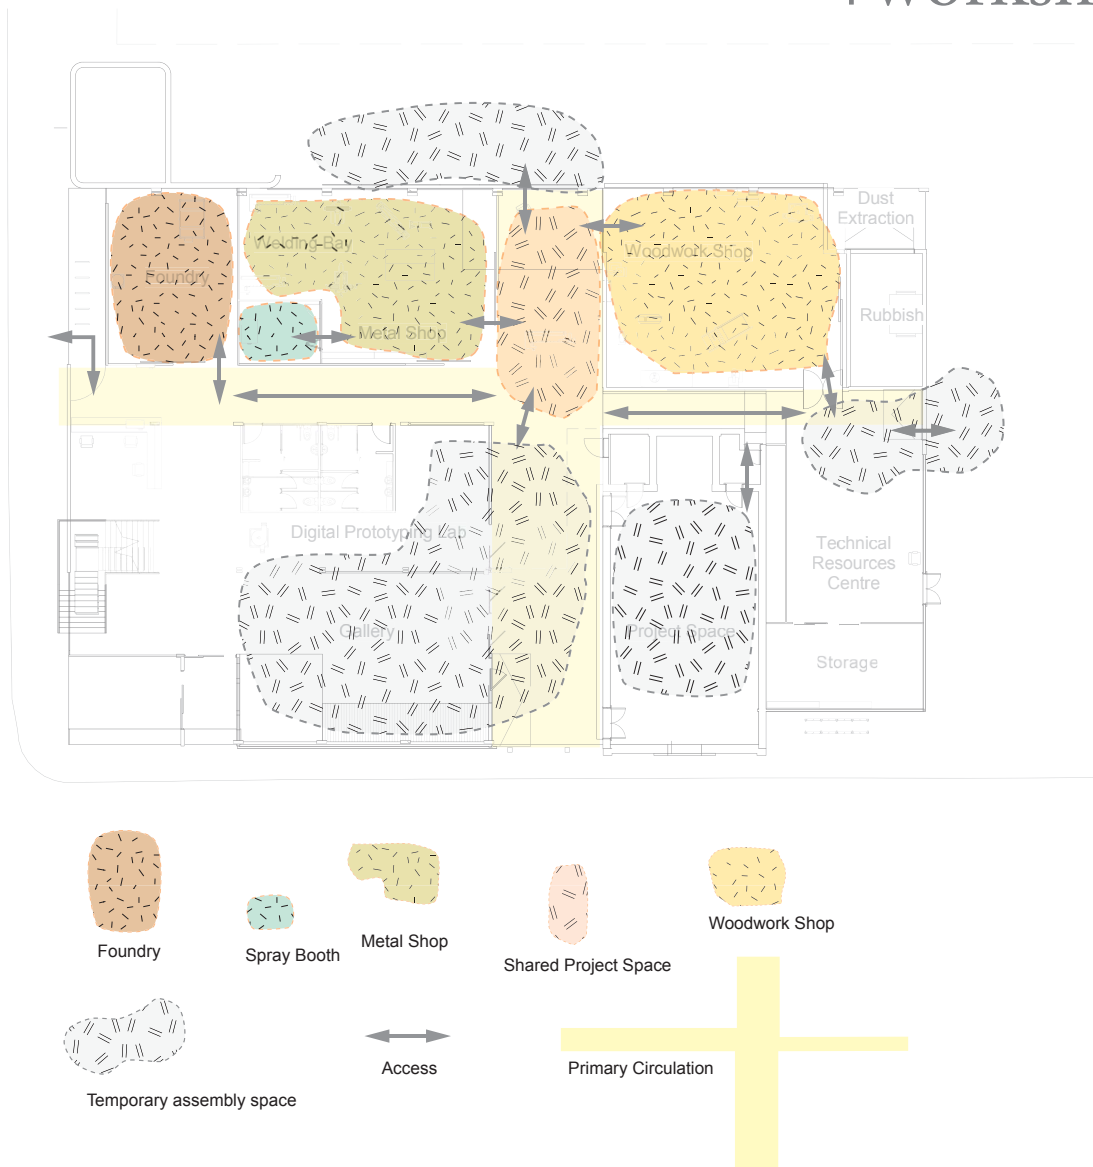 Dust
Extraction
Welding Bay
Woodwork Shop
Foundry
Rubbish
Metal Shop
Digital Prototyping Lab
Technical
Resources
Centre
Gallery
Project Space
Storage
Foundry
Spray Booth
Metal Shop
Shared Project Space
Woodwork Shop
Temporary assembly space
Access
Primary Circulation